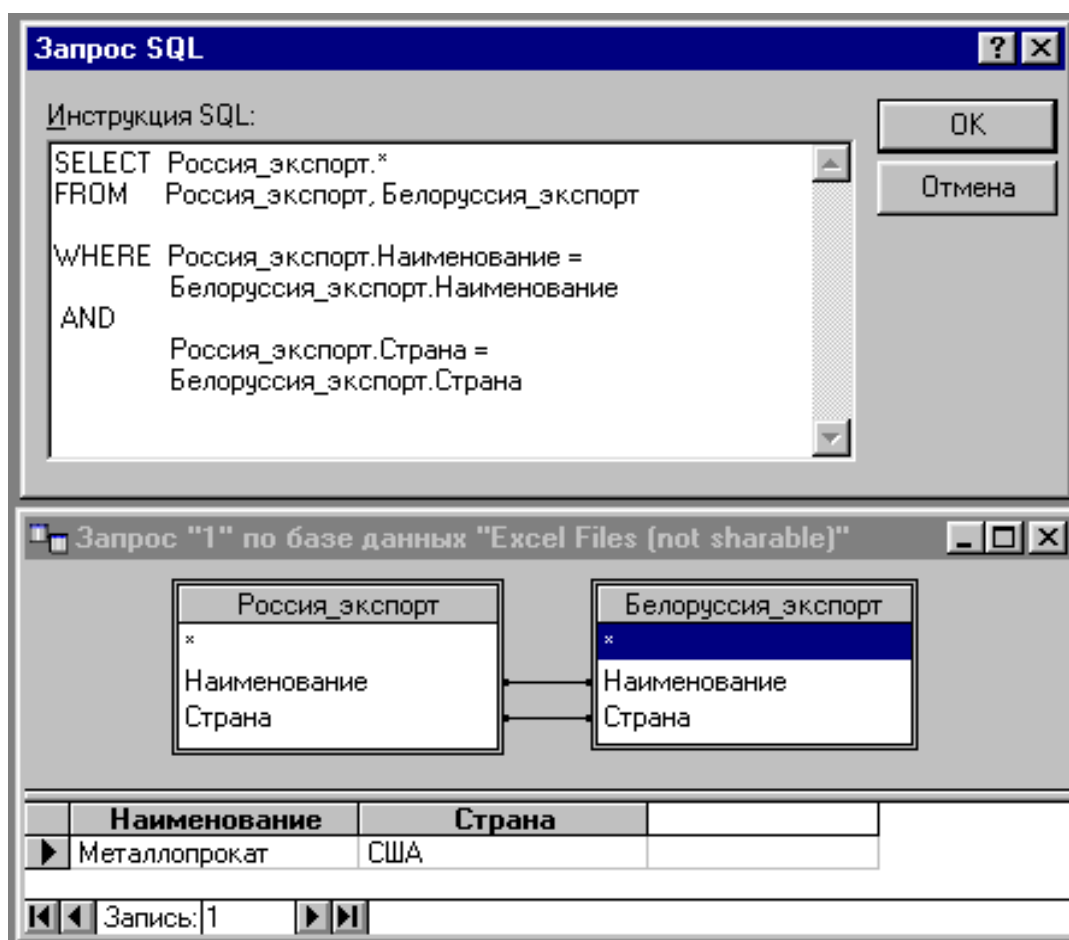 Запрос SQL
Инструкция SQL:
OK
Отмена
SELECT Россия_экспорт.*
FROM Россия_экспорт, Белоруссия_экспорт
WHERE Россия_экспорт.Наименование =
Белоруссия_экспорт.Наименование
AND
Россия_экспорт.Страна =
Белоруссия_экспорт.Страна
Запрос "1" по базе данных "Excel Files (not sharable)"
Россия_экспорт
*
Наименование
Страна
Белоруссия_экспорт
*
Наименование
Страна
Наименование Страна
Металлопрокат США
Запись: 1